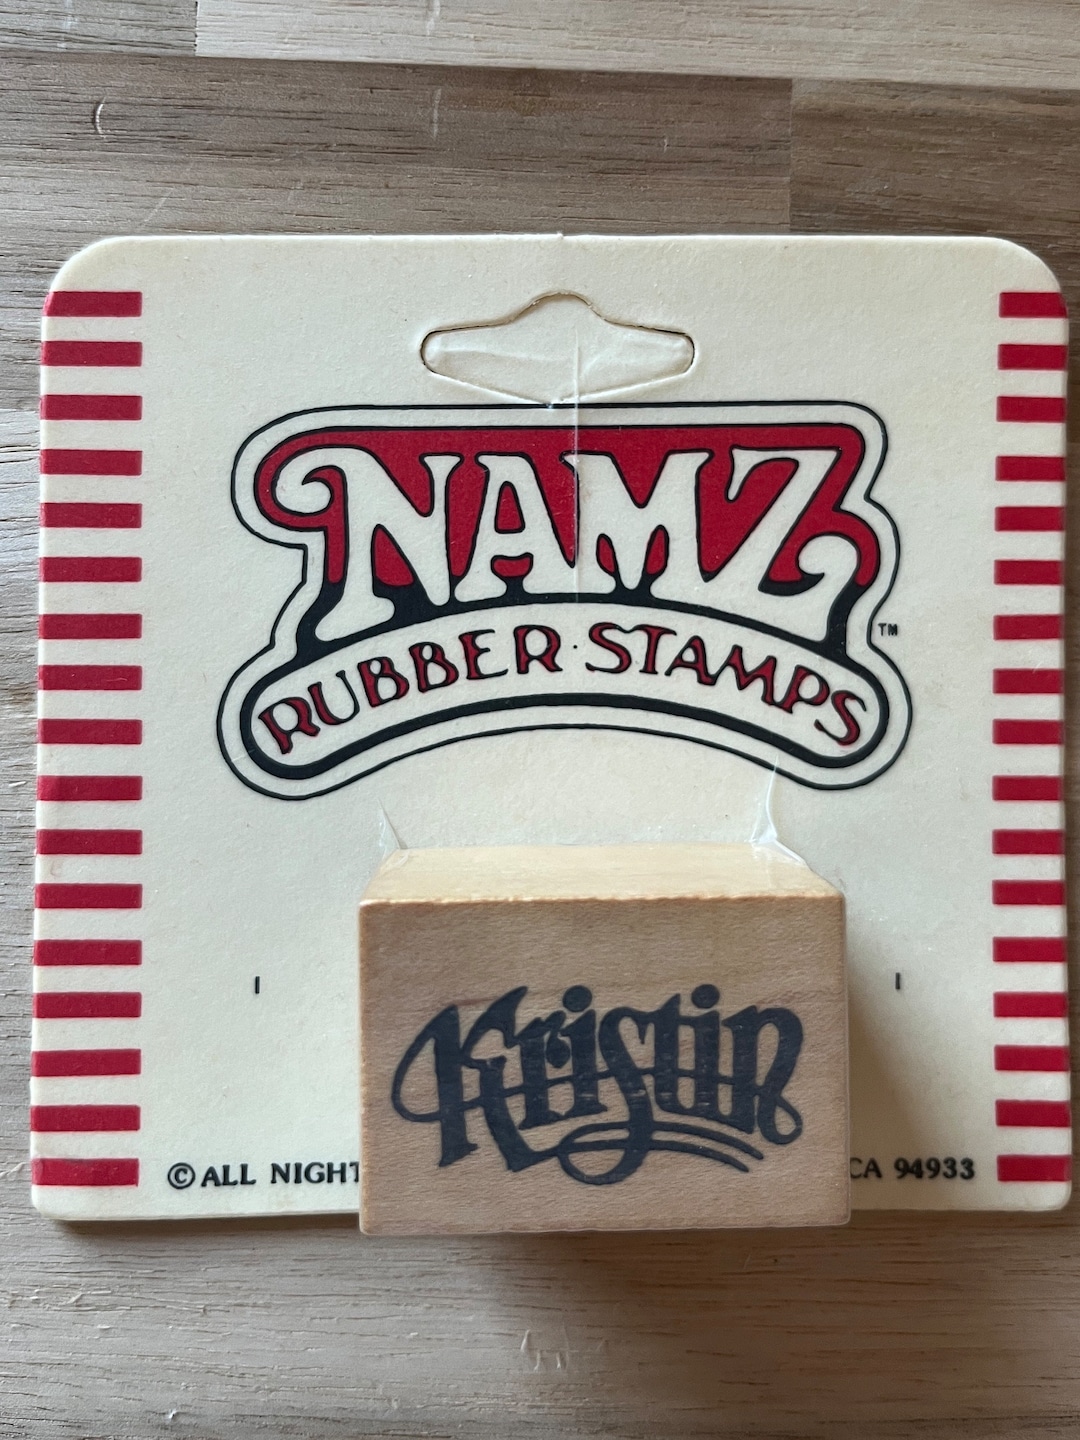 NAMZ
RUBBER · STAMPS TM
Kristin
© ALL NIGHT CA 94933